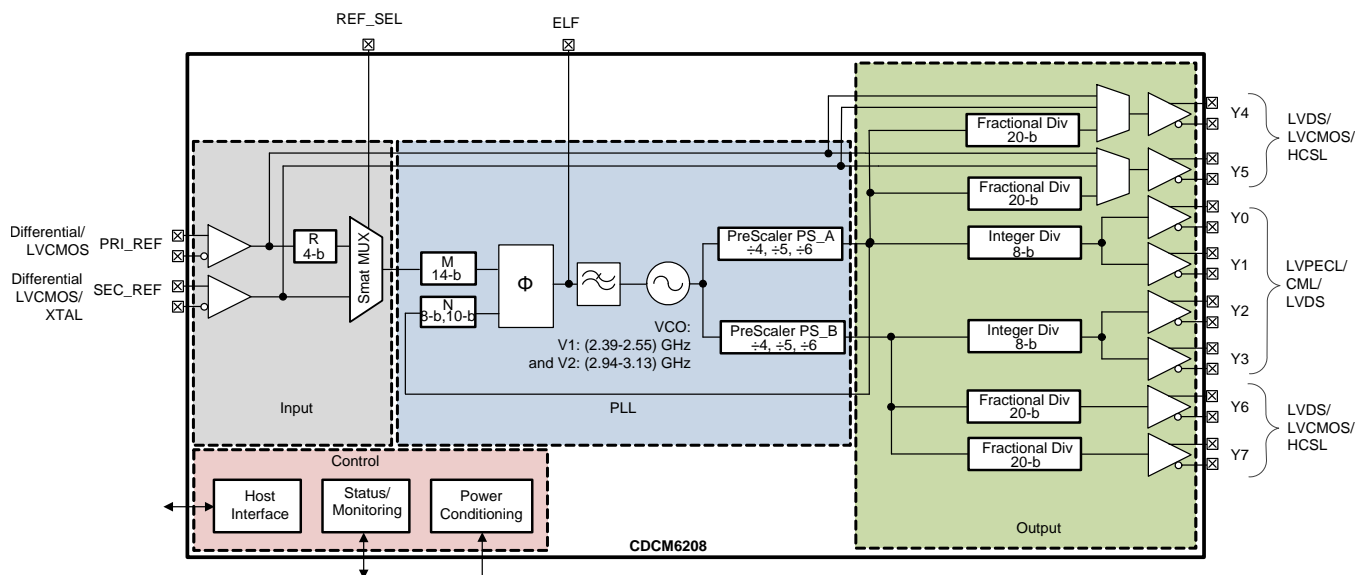 REF_SEL
ELF
Differential/
LVCMOS
PRI_REF
Differential
LVCMOS/
XTAL
SEC_REF
R
4-b
Smat MUX
Input
M
14-b
N
8-b,10-b
Φ
VCO:
V1: (2.39-2.55) GHz
and V2: (2.94-3.13) GHz
PreScaler PS_A
÷4, ÷5, ÷6
PreScaler PS_B
÷4, ÷5, ÷6
PLL
Fractional Div
20-b
Fractional Div
20-b
Integer Div
8-b
Integer Div
8-b
Fractional Div
20-b
Fractional Div
20-b
Output
Y4
Y5
LVDS/
LVCMOS/
HCSL
Y0
Y1
Y2
Y3
LVPECL/
CML/
LVDS
Y6
Y7
LVDS/
LVCMOS/
HCSL
Control
Host
Interface
Status/
Monitoring
Power
Conditioning
CDCM6208